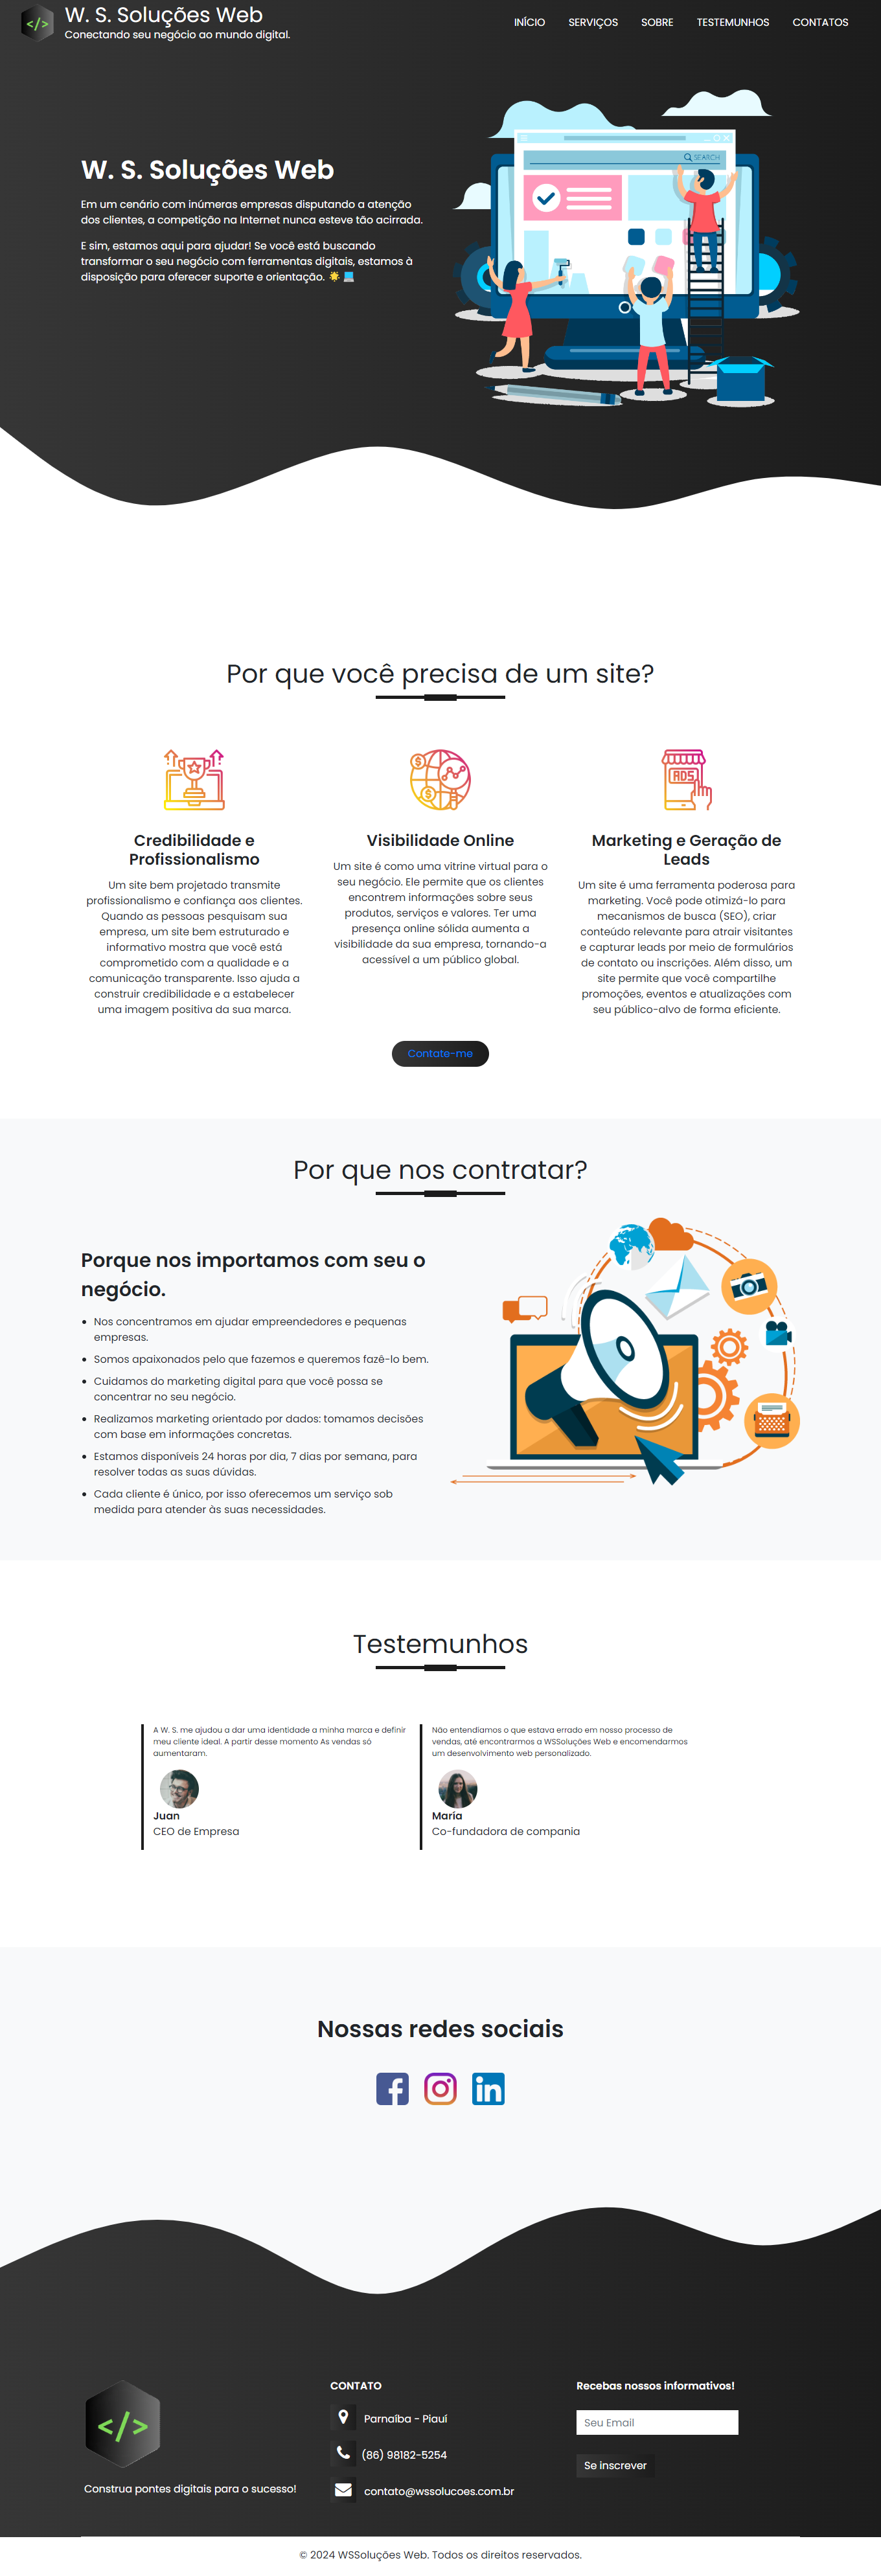 </>
W. S. Soluções Web
Conectando seu negócio ao mundo digital.
INÍCIO
SERVIÇOS
SOBRE
TESTEMUNHOS
CONTATOS
W. S. Soluções Web
Em um cenário com inúmeras empresas disputando a atenção
dos clientes, a competição na Internet nunca esteve tão acirrada.
E sim, estamos aqui para ajudar! Se você está buscando
transformar o seu negócio com ferramentas digitais, estamos à
disposição para oferecer suporte e orientação. 🌟 💻
SEARCH
Por que você precisa de um site?
ADS
Credibilidade e
Profissionalismo
Um site bem projetado transmite
profissionalismo e confiança aos clientes.
Quando as pessoas pesquisam sua
empresa, um site bem estruturado e
informativo mostra que você está
comprometido com a qualidade e a
comunicação transparente. Isso ajuda a
construir credibilidade e a estabelecer
uma imagem positiva da sua marca.
Visibilidade Online
Um site é como uma vitrine virtual para o
seu negócio. Ele permite que os clientes
encontrem informações sobre seus
produtos, serviços e valores. Ter uma
presença online sólida aumenta a
visibilidade da sua empresa, tornando-a
acessível a um público global.
Marketing e Geração de
Leads
Um site é uma ferramenta poderosa para
marketing. Você pode otimizá-lo para
mecanismos de busca (SEO), criar
conteúdo relevante para atrair visitantes
e capturar leads por meio de formulários
de contato ou inscrições. Além disso, um
site permite que você compartilhe
promoções, eventos e atualizações com
seu público-alvo de forma eficiente.
Contate-me
Por que nos contratar?
Porque nos importamos com seu o
negócio.
• Nos concentramos em ajudar empreendedores e pequenas
empresas.
• Somos apaixonados pelo que fazemos e queremos fazê-lo bem.
• Cuidamos do marketing digital para que você possa se
concentrar no seu negócio.
• Realizamos marketing orientado por dados: tomamos decisões
com base em informações concretas.
• Estamos disponíveis 24 horas por dia, 7 dias por semana, para
resolver todas as suas dúvidas.
• Cada cliente é único, por isso oferecemos um serviço sob
medida para atender às suas necessidades.
Testemunhos
A W. S. me ajudou a dar uma identidade a minha marca e definir
meu cliente ideal. A partir desse momento As vendas só
aumentaram.
Juan
CEO de Empresa
Não entendíamos o que estava errado em nosso processo de
vendas, até encontrarmos a WSSoluções Web e encomendarmos
um desenvolvimento web personalizado.
María
Co-fundadora de compania
Nossas redes sociais
</>
Construa pontes digitais para o sucesso!
CONTATO
Parnaíba - Piauí
(86) 98182-5254
contato@wssolucoes.com.br
Recebas nossos informativos!
Seu Email
Se inscrever
© 2024 WSSoluções Web. Todos os direitos reservados.